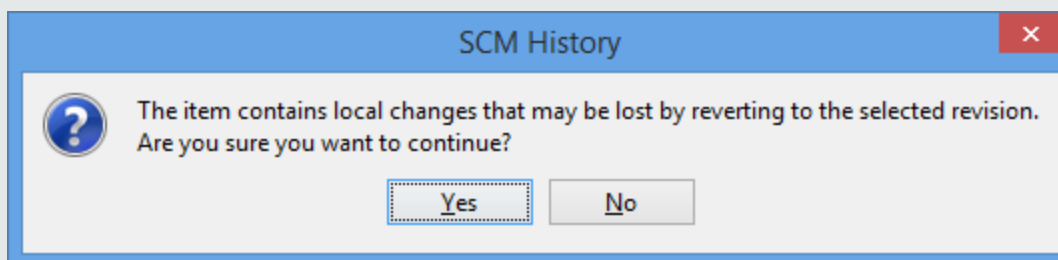 SCM History
The item contains local changes that may be lost by reverting to the selected revision.
Are you sure you want to continue?
Yes No